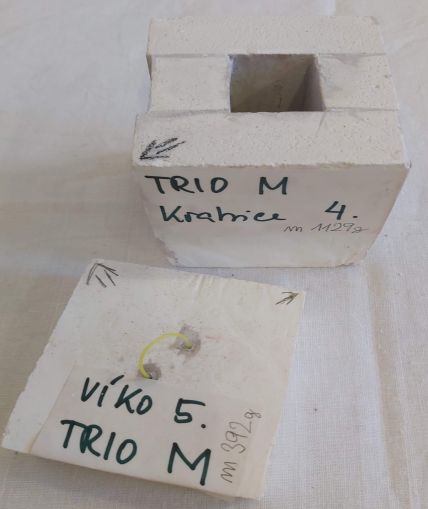 TRIO M
Krabice 4.
m 1129g
VÍKO 5.
TRIO M
m 392g